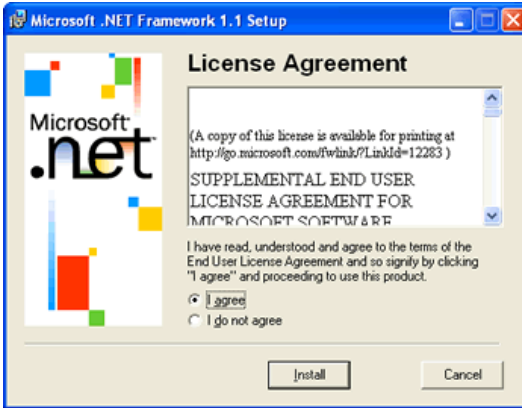 Microsoft .NET Framework 1.1 Setup
License Agreement
Microsoft
.net
(A copy of this license is available for printing at
http://go.microsoft.com/fwlink/?LinkId=12283 )
SUPPLEMENTAL END USER
LICENSE AGREEMENT FOR
MICROSOFT SOFTWARE
I have read, understood and agree to the terms of the
End User License Agreement and so signify by clicking
"I agree" and proceeding to use this product.
I agree
I do not agree
Install
Cancel